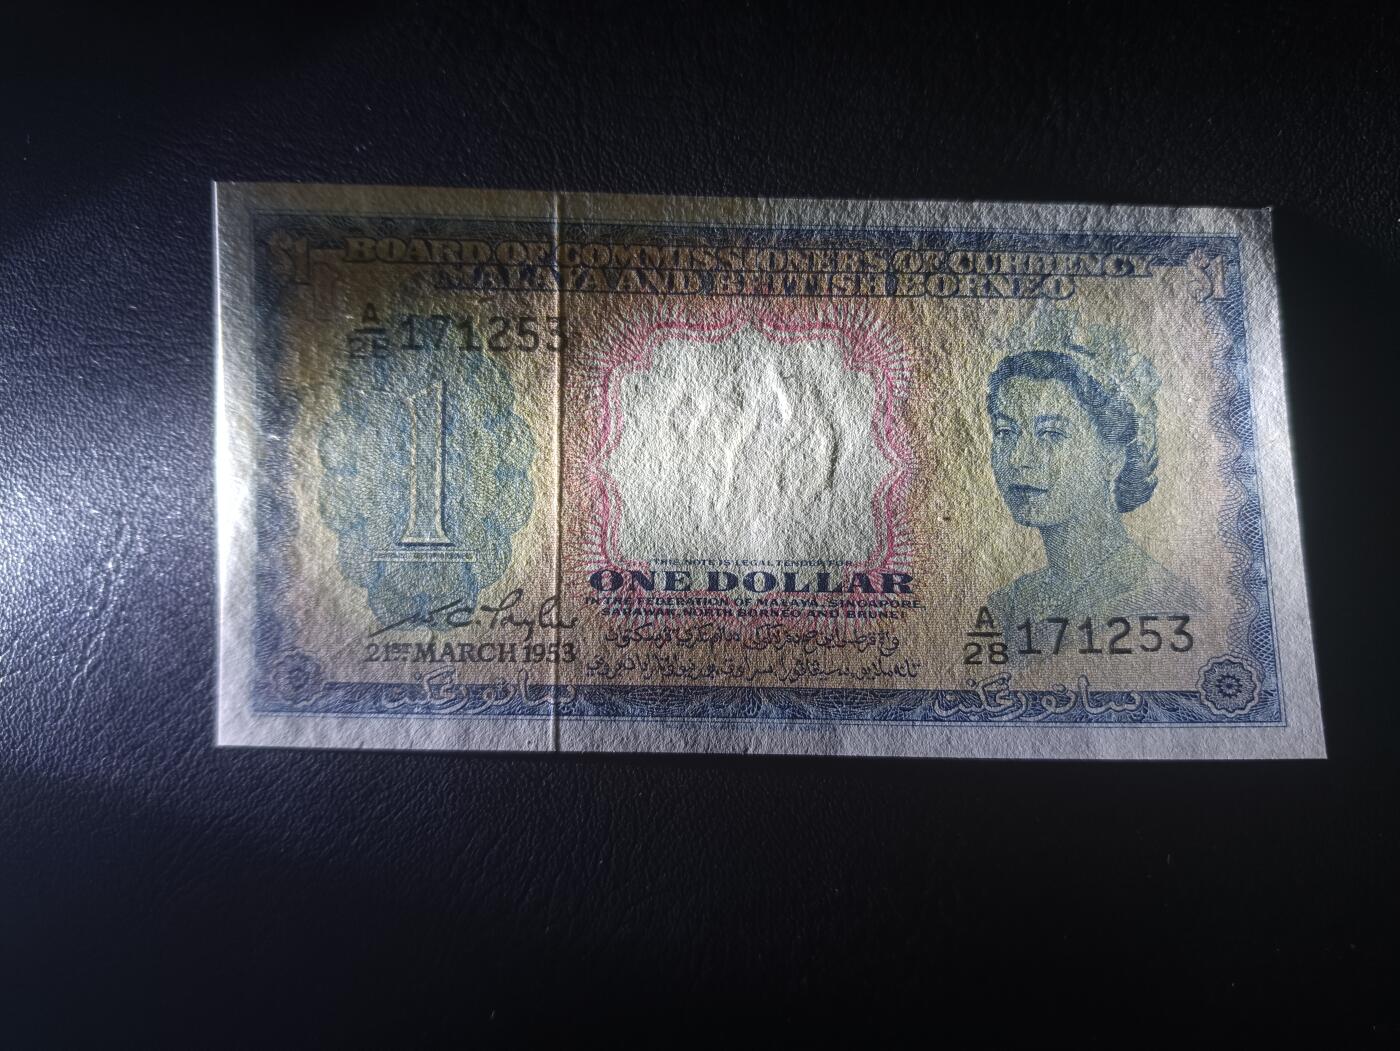 $1 BOARD OF COMMISSIONERS OF CURRENCY $1
MALAYA AND BRITISH BORNEO
A/28 171253
1
THIS NOTE IS LEGAL TENDER FOR
ONE DOLLAR
IN THE FEDERATION OF MALAYA, SINGAPORE,
SARAWAK, NORTH BORNEO AND BRUNEI
21ST MARCH 1953
A/28 171253
ساتو رڠݢيت ساتو رڠݢيت